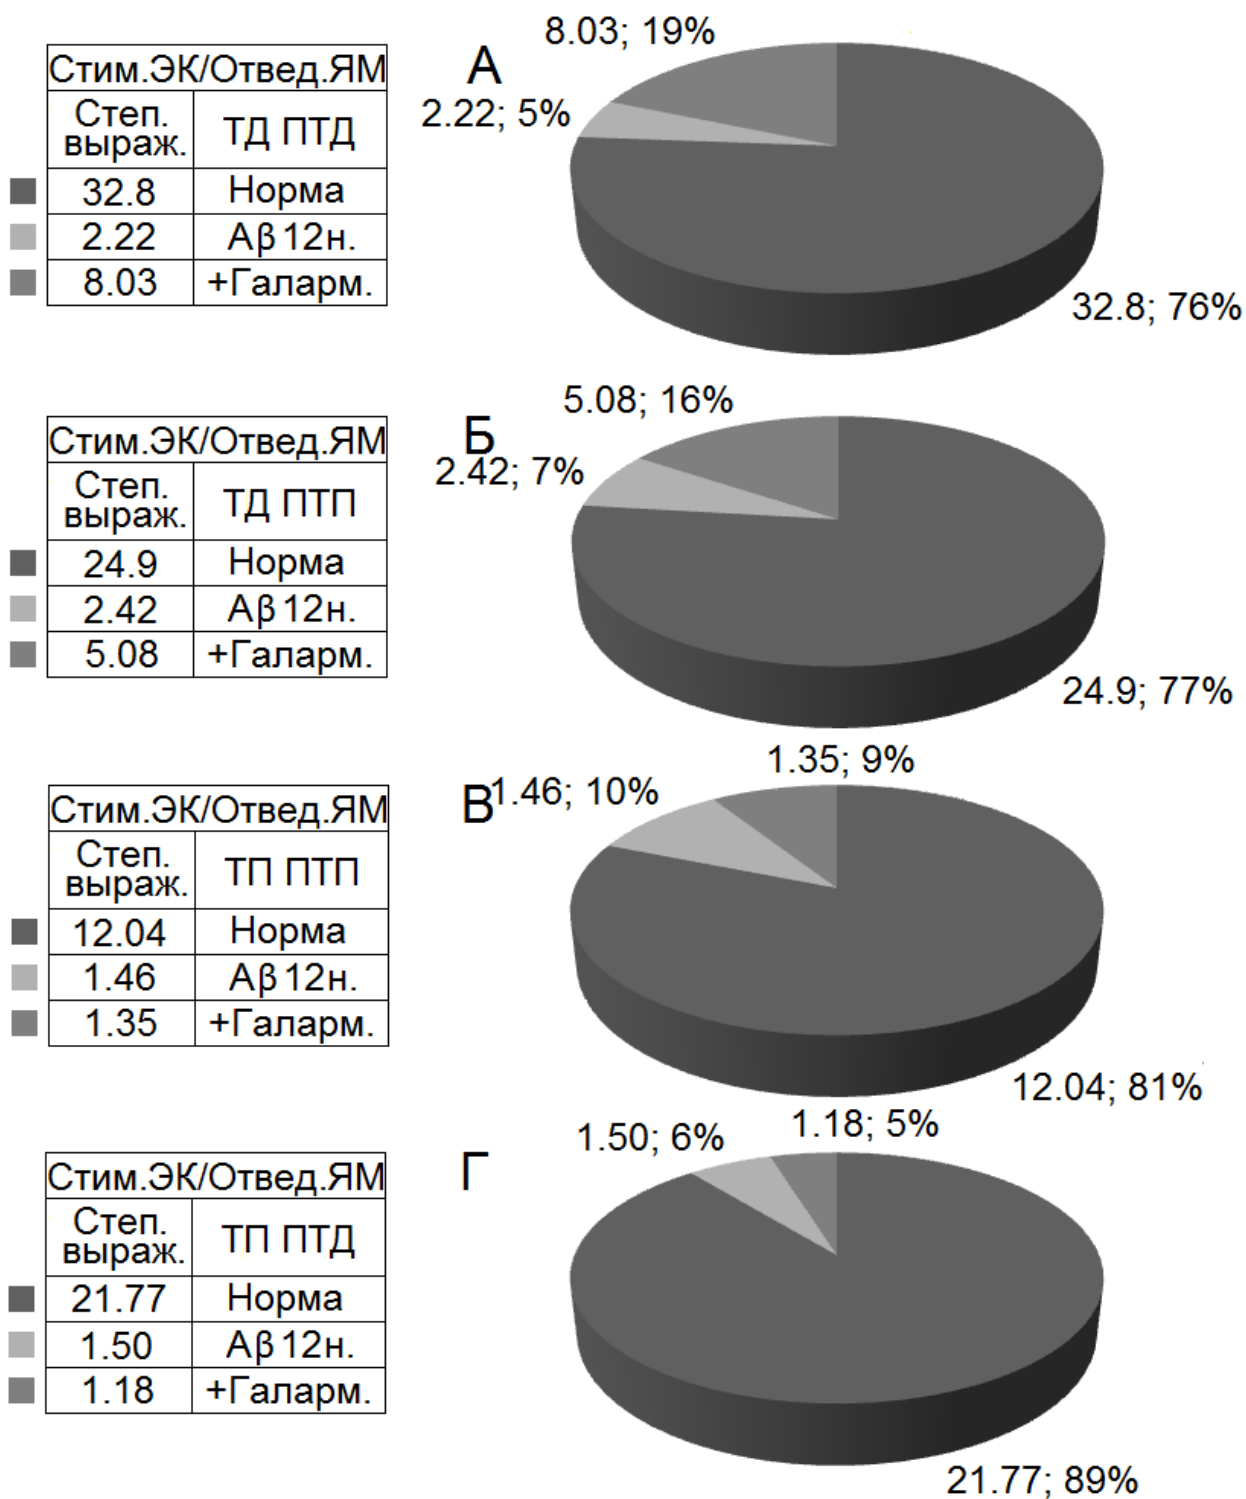 Стим.ЭК/Отвед.ЯМ
Степ. выраж. ТД ПТД
32.8 Норма
2.22 Аβ12н.
8.03 +Галарм.
А
8.03; 19%
2.22; 5%
32.8; 76%
Стим.ЭК/Отвед.ЯМ
Степ. выраж. ТД ПТП
24.9 Норма
2.42 Аβ12н.
5.08 +Галарм.
Б
5.08; 16%
2.42; 7%
24.9; 77%
Стим.ЭК/Отвед.ЯМ
Степ. выраж. ТП ПТП
12.04 Норма
1.46 Аβ12н.
1.35 +Галарм.
В
1.35; 9%
1.46; 10%
12.04; 81%
Стим.ЭК/Отвед.ЯМ
Степ. выраж. ТП ПТД
21.77 Норма
1.50 Аβ12н.
1.18 +Галарм.
Г
1.50; 6%
1.18; 5%
21.77; 89%